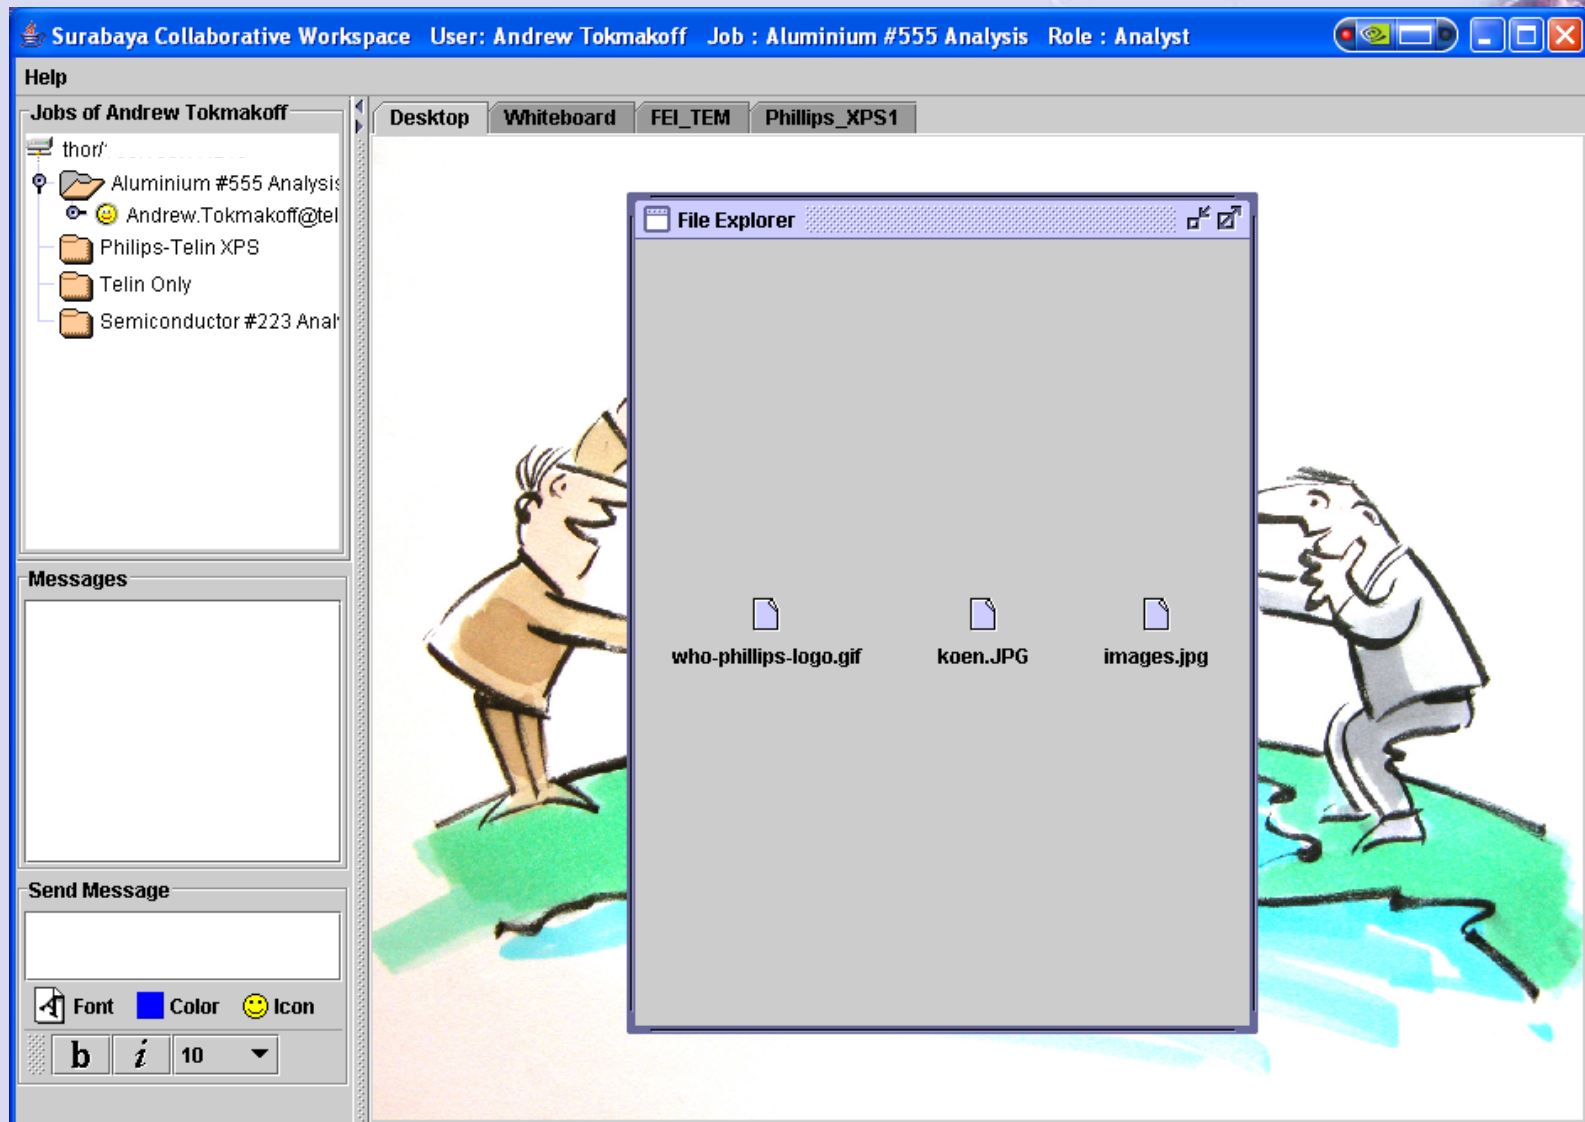 Surabaya Collaborative Workspace User: Andrew Tokmakoff Job : Aluminium #555 Analysis Role : Analyst
Help
Jobs of Andrew Tokmakoff
thor/
Aluminium #555 Analysis
Andrew.Tokmakoff@tel
Philips-Telin XPS
Telin Only
Semiconductor #223 Anal
Messages
Send Message
Font Color Icon
b i 10
Desktop Whiteboard FEI_TEM Phillips_XPS1
File Explorer
who-phillips-logo.gif koen.JPG images.jpg